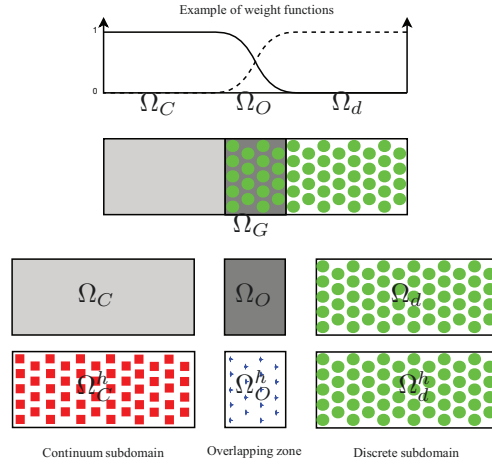 Example of weight functions
1
0
Ω_C Ω_O Ω_d
Ω_G
Ω_C Ω_O Ω_d
Ω_C^h Ω_O^h Ω_d^h
Continuum subdomain Overlapping zone Discrete subdomain